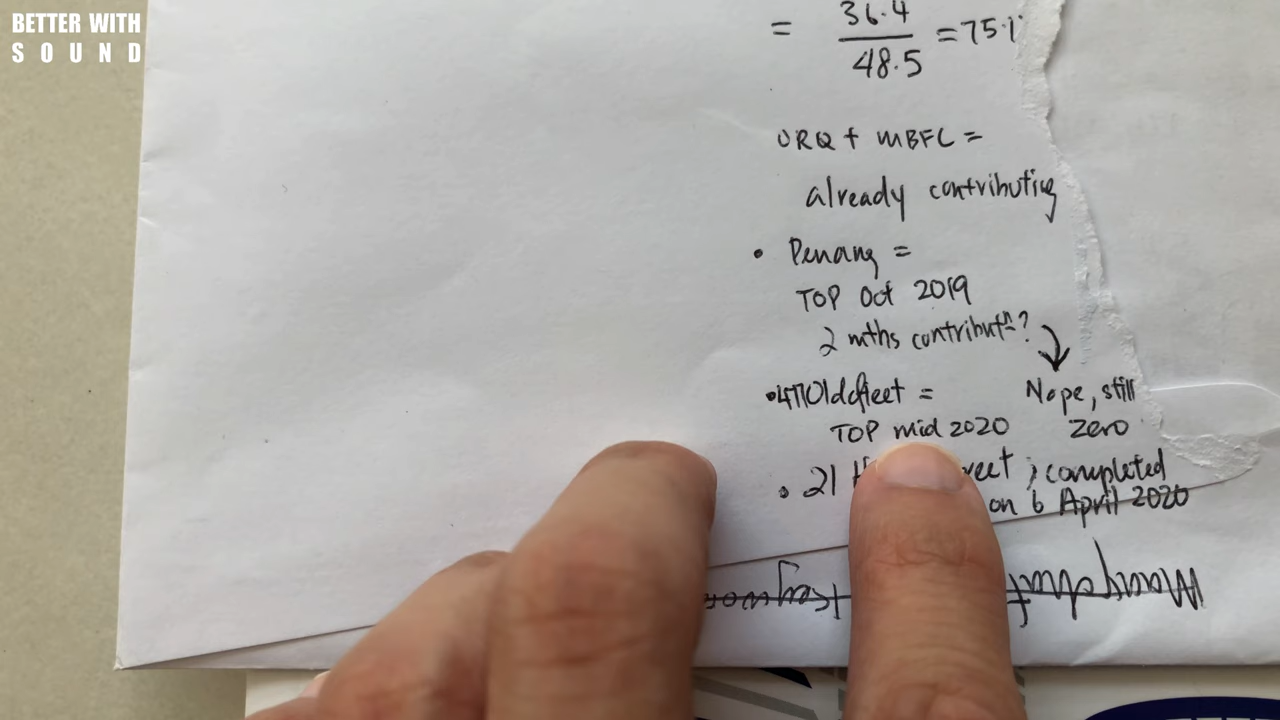 BETTER WITH
SOUND
= 36.4
48.5
= 75.1
ORQ + MBFC =
already contributing
• Penang =
TOP Oct 2019
2 mths contributn?
Nope, still
zero
• Street =
TOP mid 2020
• 21
; completed
on 6 April 2020